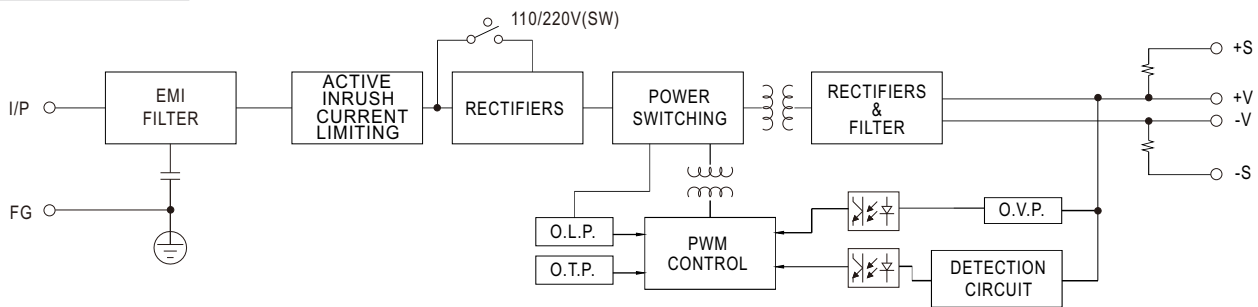 110/220V(SW)
I/P
EMI
FILTER
ACTIVE
INRUSH
CURRENT
LIMITING
RECTIFIERS
POWER
SWITCHING
RECTIFIERS
&
FILTER
+S
+V
-V
-S
FG
O.L.P.
O.T.P.
PWM
CONTROL
O.V.P.
DETECTION
CIRCUIT